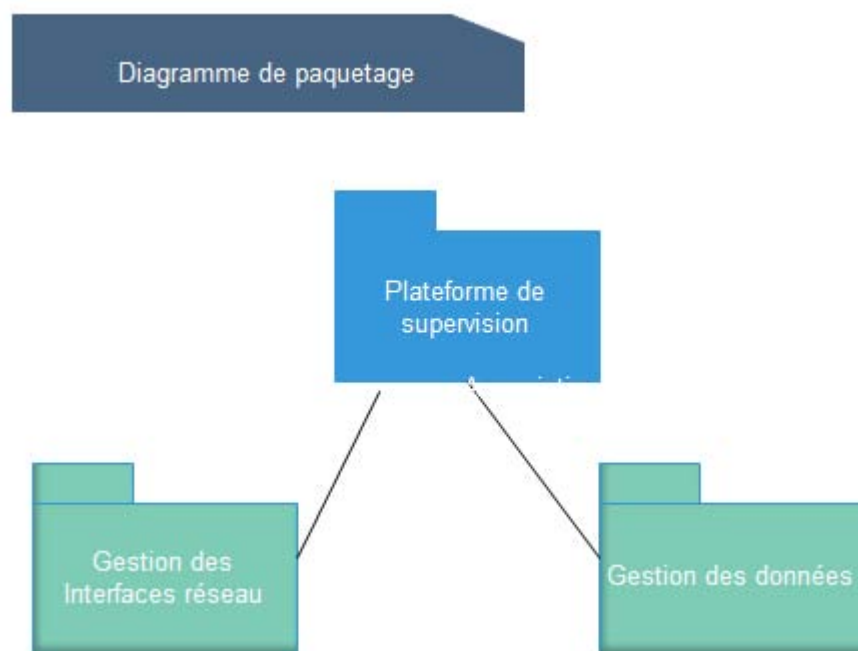 Diagramme de paquetage
Plateforme de
supervision
Gestion des
Interfaces réseau
Gestion des données